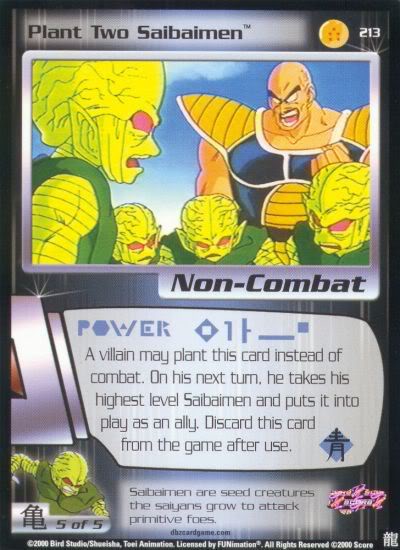 Plant Two Saibaimen™
213
Non-Combat
POWER
A villain may plant this card instead of
combat. On his next turn, he takes his
highest level Saibaimen and puts it into
play as an ally. Discard this card
from the game after use.
青
Saibaimen are seed creatures
the saiyans grow to attack
primitive foes.
亀 5 of 5
dbzcardgame.com
SCORE
龍
©2000 Bird Studio/Shueisha, Toei Animation. Licensed by FUNimation®. All Rights Reserved ©2000 Score